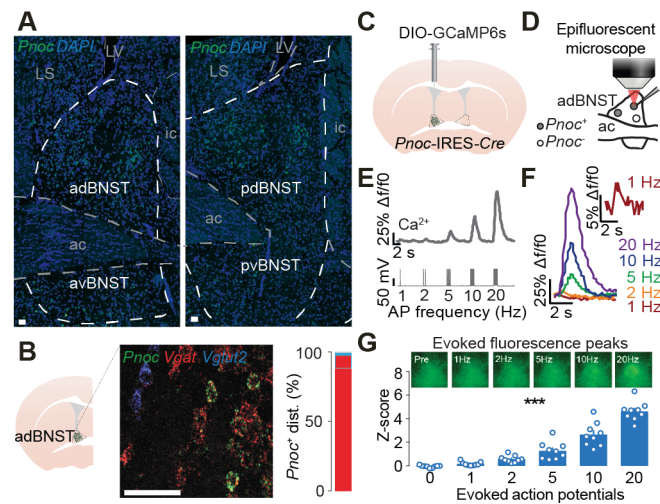 A
Pnoc DAPI
LV
LS
ic
adBNST
ac
avBNST
Pnoc DAPI
LV
LS
ic
pdBNST
ac
pvBNST
B
adBNST
Pnoc Vgat Vglut2
Pnoc+ dist. (%)
100
50
0
C
DIO-GCaMP6s
Pnoc-IRES-Cre
D
Epifluorescent
microscope
adBNST
Pnoc+
ac
Pnoc-
E
25% Δf/f0
Ca2+
2 s
50 mV
1 2 5 10 20
AP frequency (Hz)
F
5% Δf/f0
1 Hz
2 s
20 Hz
10 Hz
5 Hz
2 Hz
1 Hz
25% Δf/f0
2 s
G
Evoked fluorescence peaks
Pre 1Hz 2Hz 5Hz 10Hz 20Hz
***
Z-score
8
6
4
2
0
0 1 2 5 10 20
Evoked action potentials